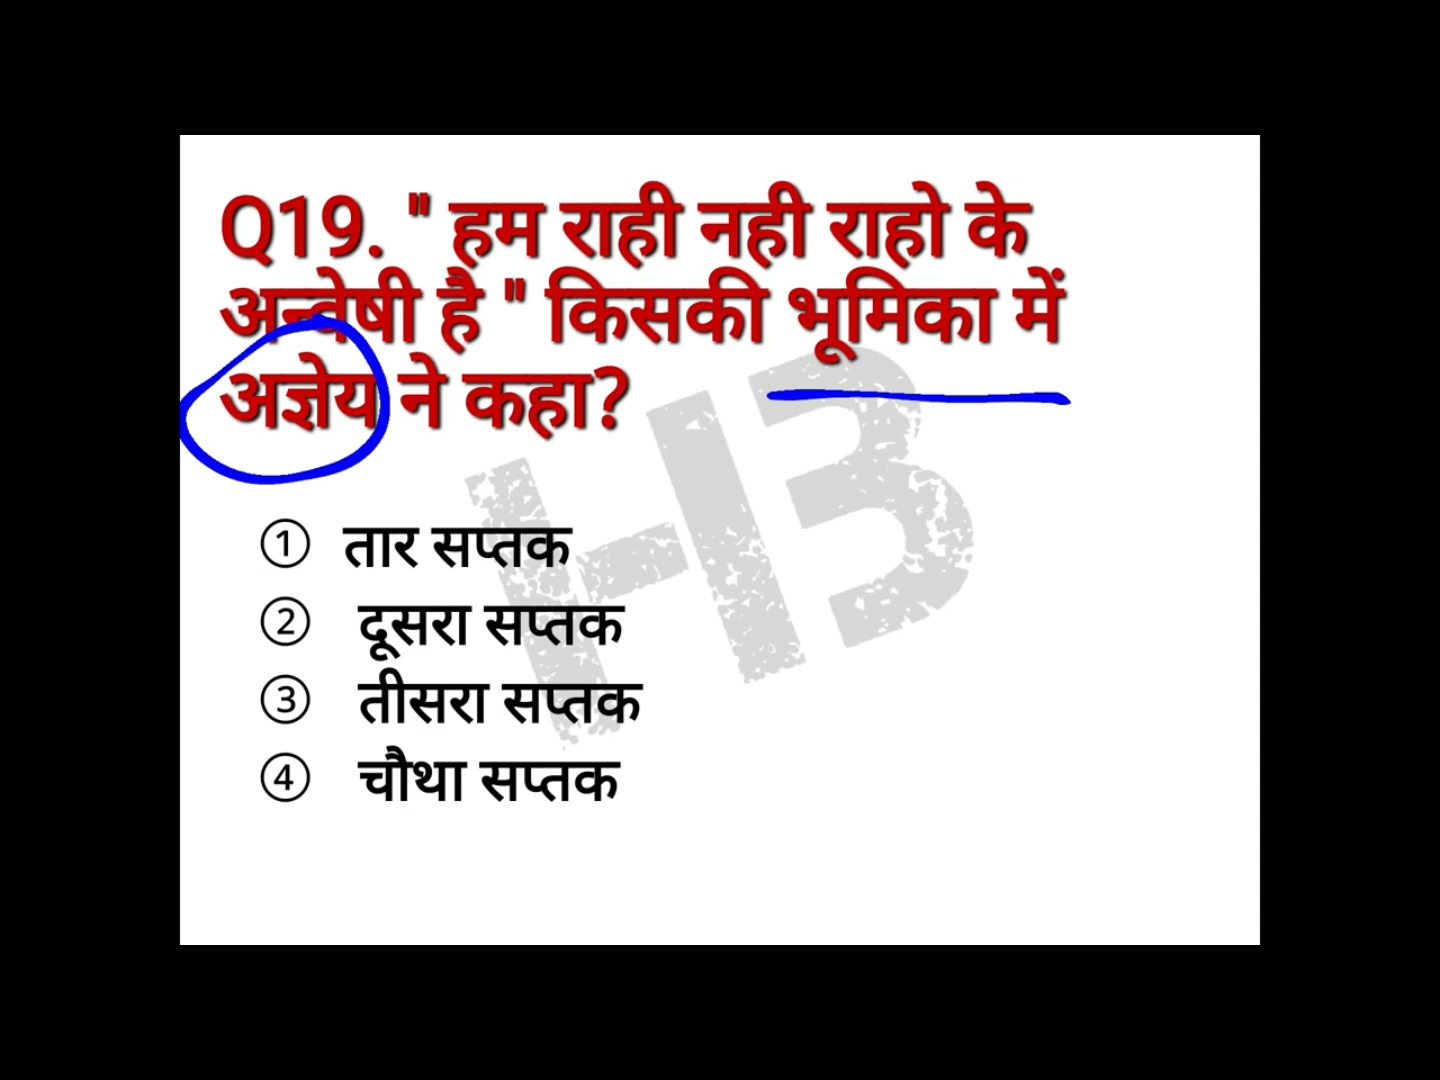 Q19. " हम राही नही राहो के
अन्वेषी है " किसकी भूमिका में
अज्ञेय ने कहा?
① तार सप्तक
② दूसरा सप्तक
③ तीसरा सप्तक
④ चौथा सप्तक
HB